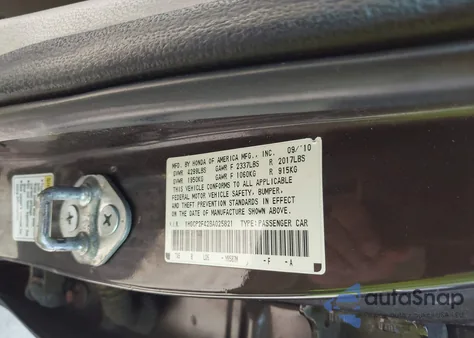 MFD. BY HONDA OF AMERICA MFG., INC. 09/'10
GVWR 4299LBS GAWR F 2337LBS R 2017LBS
GVWR 1950KG GAWR F 1060KG R 915KG
THIS VEHICLE CONFORMS TO ALL APPLICABLE
FEDERAL MOTOR VEHICLE SAFETY, BUMPER,
AND THEFT PREVENTION STANDARDS IN EFFECT
ON THE DATE OF MANUFACTURE SHOWN ABOVE.
V.I.N. TYPE: PASSENGER CAR
-F -A
autoSnap